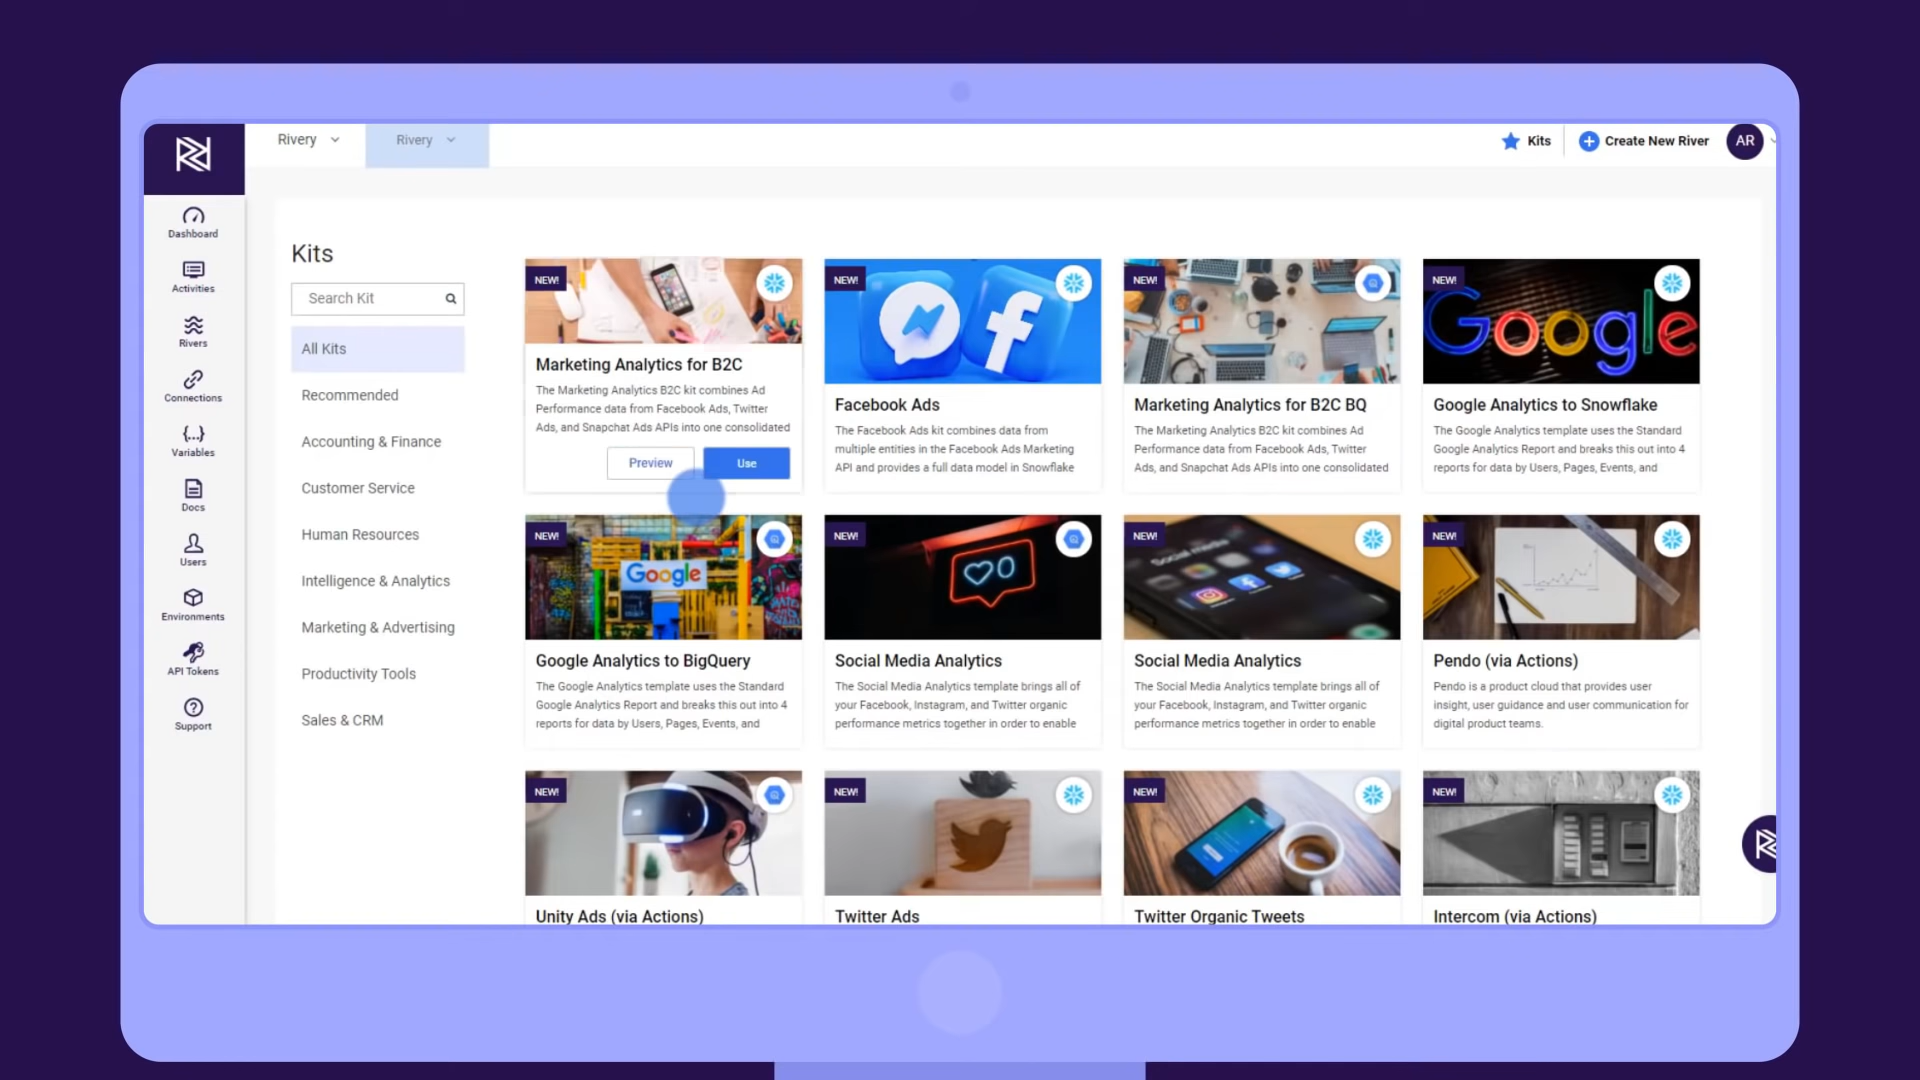 Rivery
Rivery
Kits
Create New River
AR
Dashboard
Activities
Rivers
Connections
Variables
Docs
Users
Environments
API Tokens
Support
Kits
Search Kit
All Kits
Recommended
Accounting & Finance
Customer Service
Human Resources
Intelligence & Analytics
Marketing & Advertising
Productivity Tools
Sales & CRM
NEW!
Marketing Analytics for B2C
The Marketing Analytics B2C kit combines Ad
Performance data from Facebook Ads, Twitter
Ads, and Snapchat Ads APIs into one consolidated
Preview
Use
NEW!
Facebook Ads
The Facebook Ads kit combines data from
multiple entities in the Facebook Ads Marketing
API and provides a full data model in Snowflake
NEW!
Marketing Analytics for B2C BQ
The Marketing Analytics B2C kit combines Ad
Performance data from Facebook Ads, Twitter
Ads, and Snapchat Ads APIs into one consolidated
NEW!
Google
Google Analytics to Snowflake
The Google Analytics template uses the Standard
Google Analytics Report and breaks this out into 4
reports for data by Users, Pages, Events, and
NEW!
Google
Google Analytics to BigQuery
The Google Analytics template uses the Standard
Google Analytics Report and breaks this out into 4
reports for data by Users, Pages, Events, and
NEW!
0
Social Media Analytics
The Social Media Analytics template brings all of
your Facebook, Instagram, and Twitter organic
performance metrics together in order to enable
NEW!
Social media
Social Media Analytics
The Social Media Analytics template brings all of
your Facebook, Instagram, and Twitter organic
performance metrics together in order to enable
NEW!
Pendo (via Actions)
Pendo is a product cloud that provides user
insight, user guidance and user communication for
digital product teams.
NEW!
Unity Ads (via Actions)
NEW!
Twitter Ads
NEW!
Twitter Organic Tweets
NEW!
Intercom (via Actions)